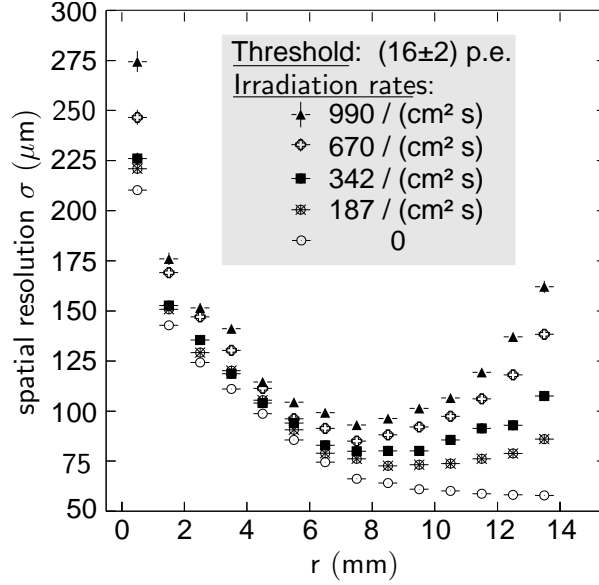 300
275
250
225
200
175
150
125
100
75
50
spatial resolution σ (μm)
Threshold: (16±2) p.e.
Irradiation rates:
990 / (cm² s)
670 / (cm² s)
342 / (cm² s)
187 / (cm² s)
0
0 2 4 6 8 10 12 14
r (mm)